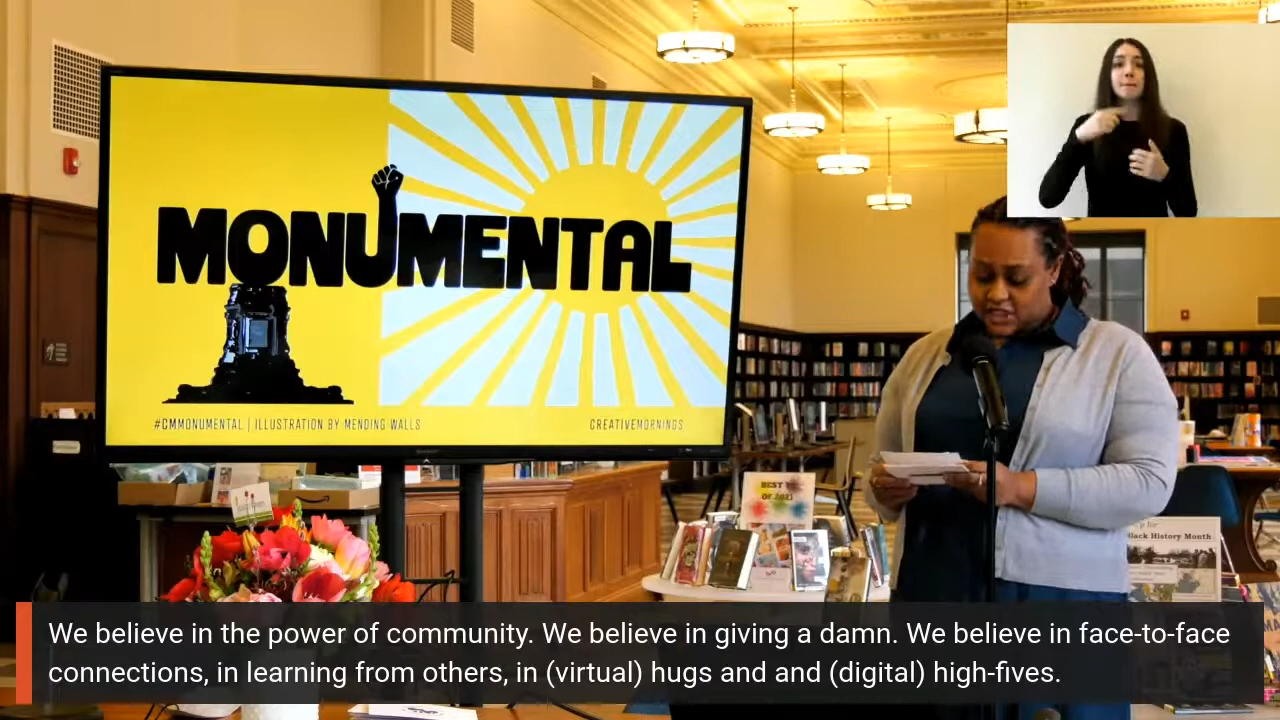 MONUMENTAL
#CMMONUMENTAL | ILLUSTRATION BY MENDING WALLS
CREATIVEMORNINGS
BEST
OF 2021
Black History Month
We believe in the power of community. We believe in giving a damn. We believe in face-to-face
connections, in learning from others, in (virtual) hugs and and (digital) high-fives.